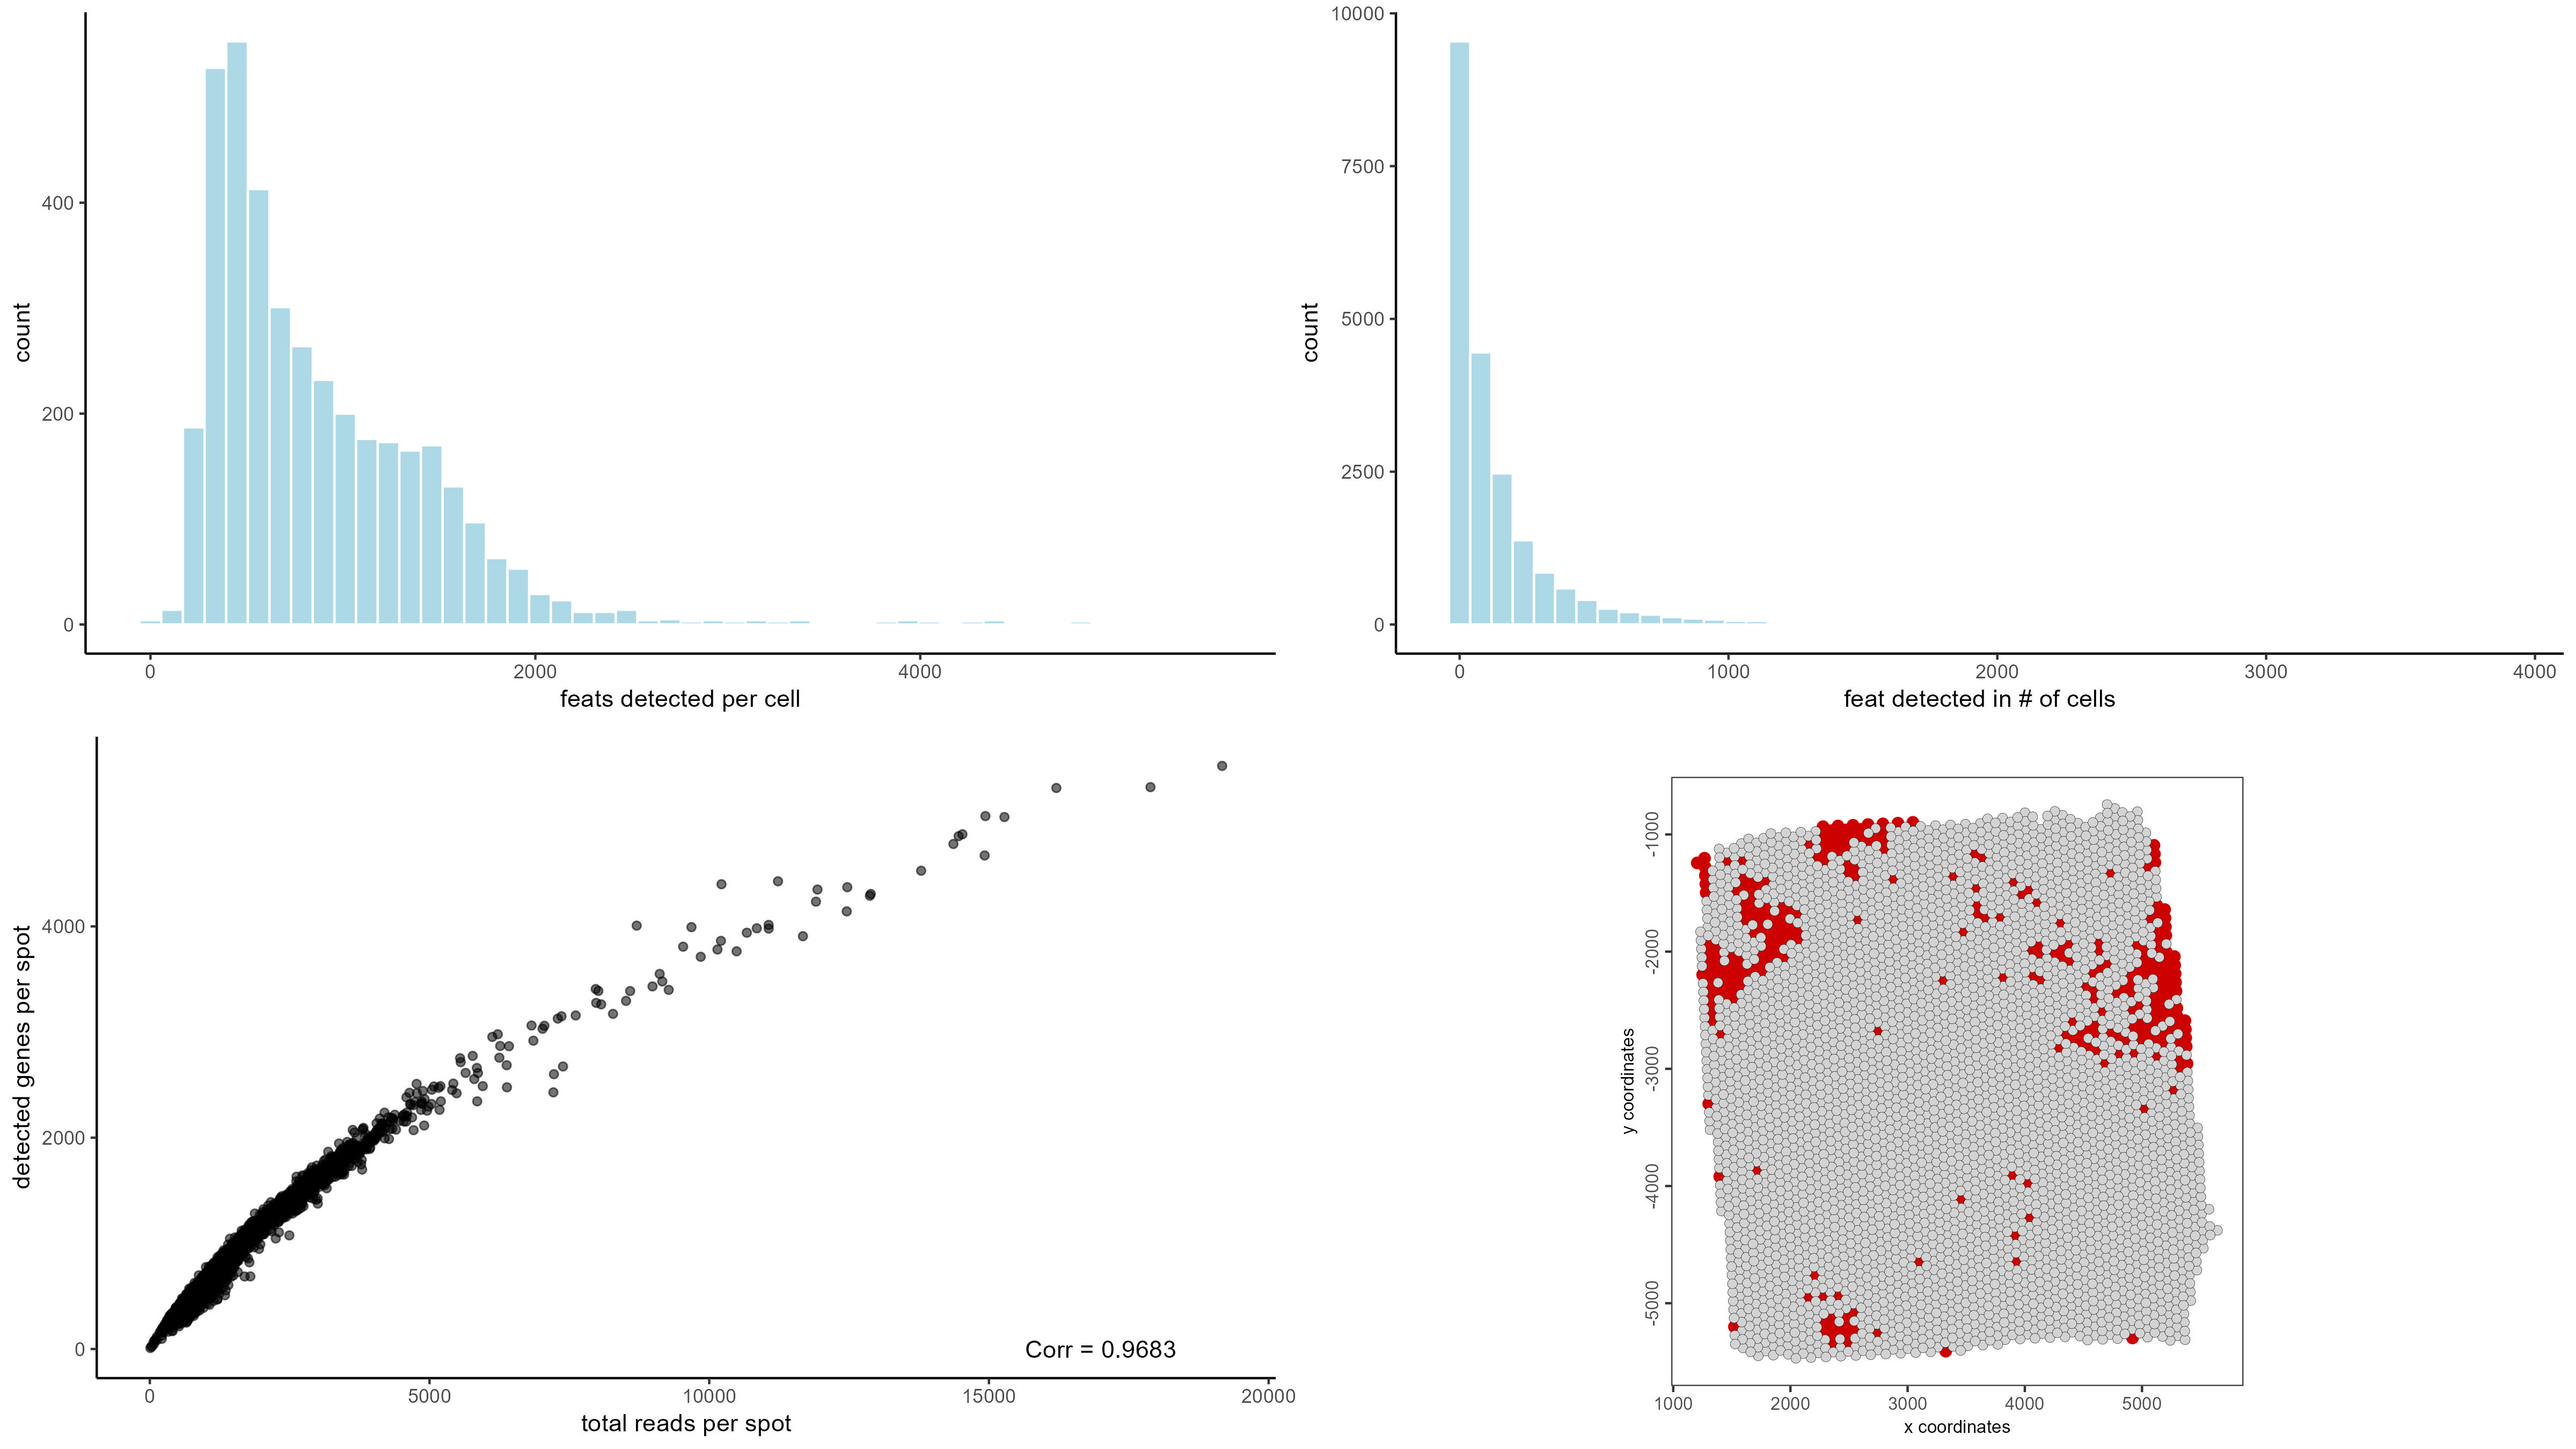 400
200
0
count
0 2000 4000
feats detected per cell
10000
7500
5000
2500
0
count
0 1000 2000 3000 4000
feat detected in # of cells
4000
2000
0
detected genes per spot
Corr = 0.9683
0 5000 10000 15000 20000
total reads per spot
-1000
-2000
-3000
-4000
-5000
y coordinates
1000 2000 3000 4000 5000
x coordinates